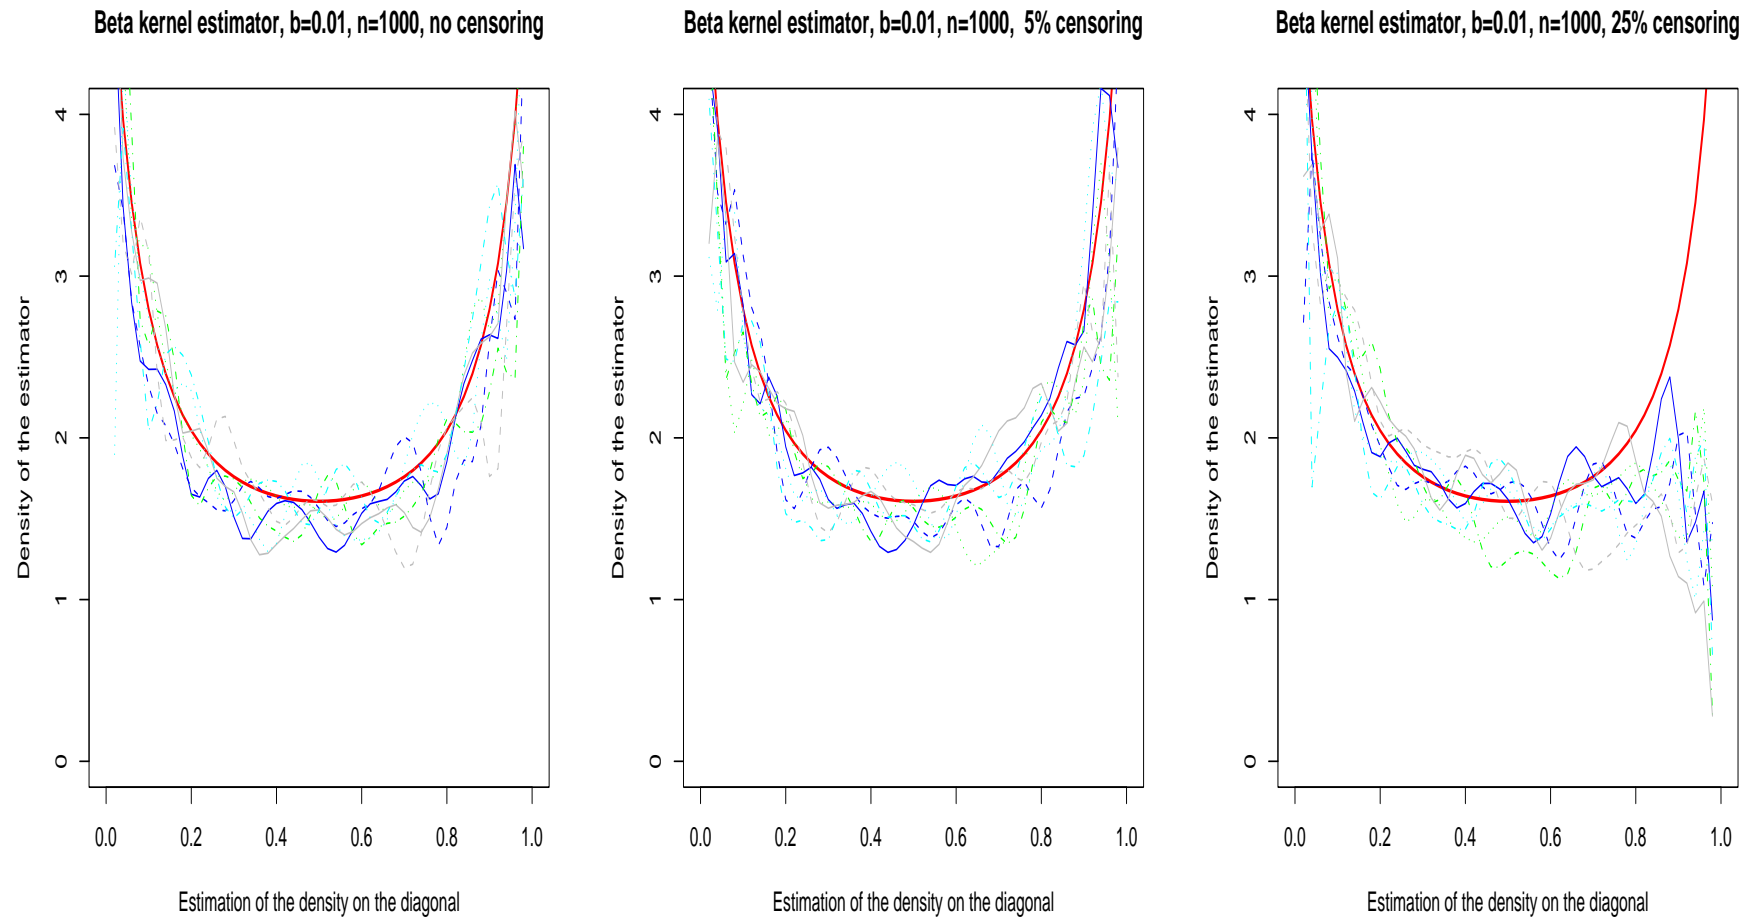 Beta kernel estimator, b=0.01, n=1000, no censoring
Density of the estimator
4
3
2
1
0
0.0 0.2 0.4 0.6 0.8 1.0
Estimation of the density on the diagonal
Beta kernel estimator, b=0.01, n=1000, 5% censoring
Density of the estimator
4
3
2
1
0
0.0 0.2 0.4 0.6 0.8 1.0
Estimation of the density on the diagonal
Beta kernel estimator, b=0.01, n=1000, 25% censoring
Density of the estimator
4
3
2
1
0
0.0 0.2 0.4 0.6 0.8 1.0
Estimation of the density on the diagonal